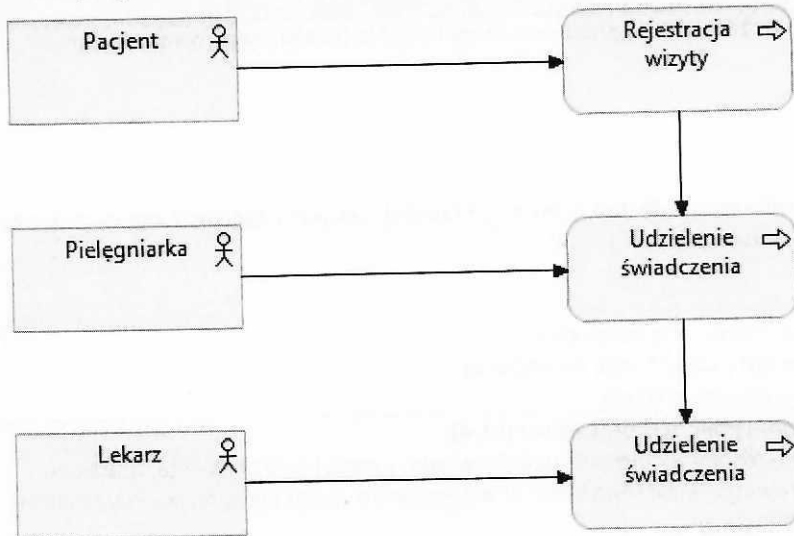 Pacjent
Rejestracja
wizyty
Pielęgniarka
Udzielenie
świadczenia
Lekarz
Udzielenie
świadczenia